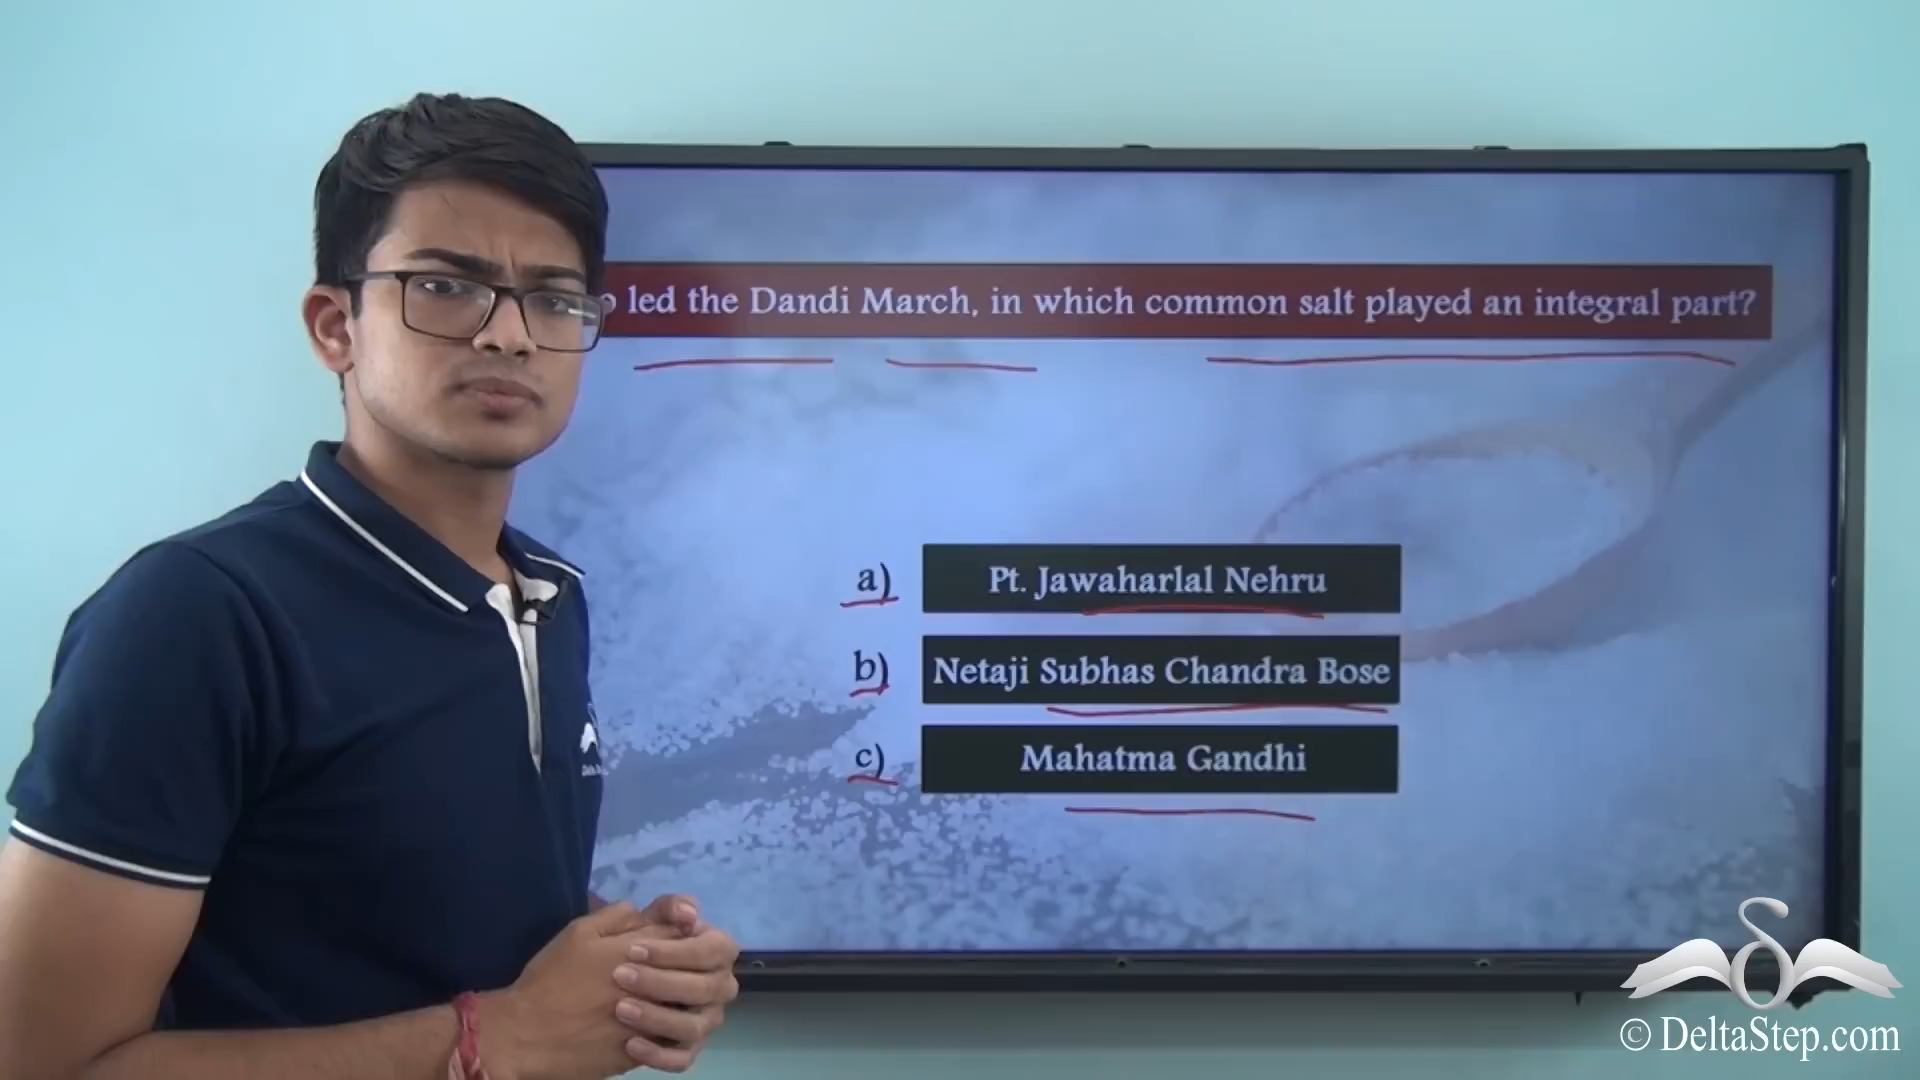 led the Dandi March, in which common salt played an integral part?
a) Pt. Jawaharlal Nehru
b) Netaji Subhas Chandra Bose
c) Mahatma Gandhi
© DeltaStep.com